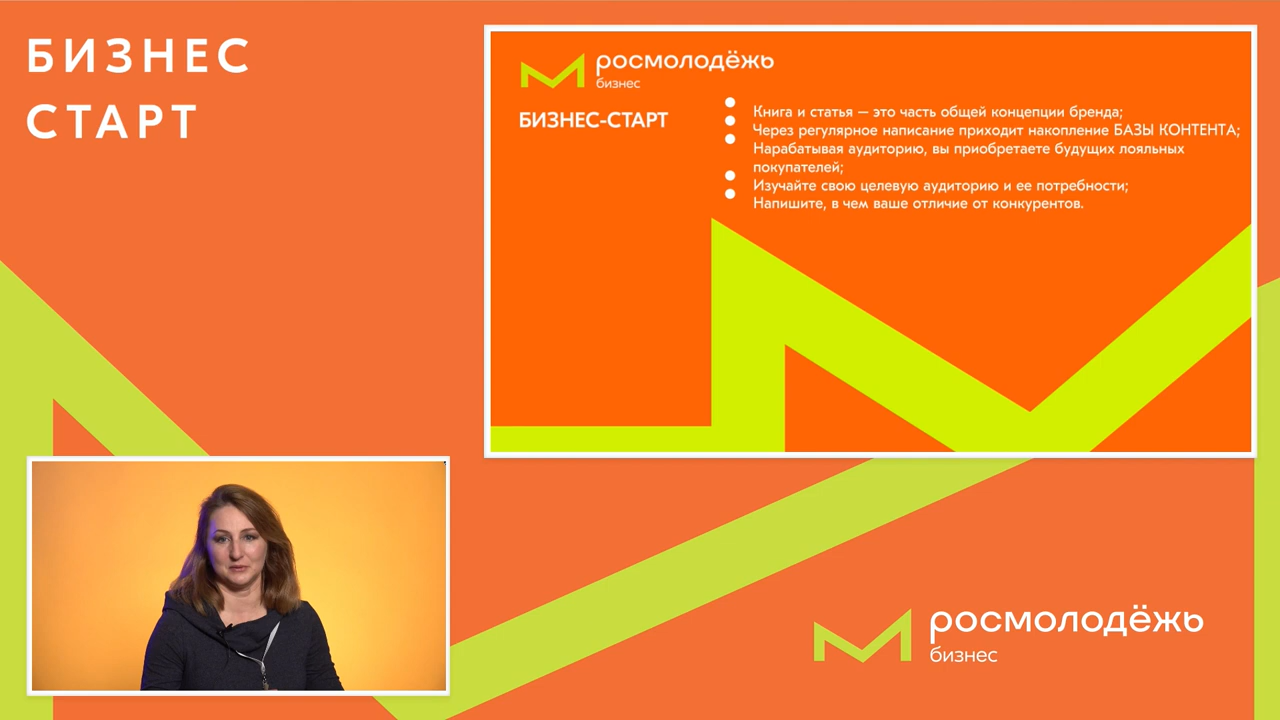 БИЗНЕС
СТАРТ
росмолодёжь
бизнес
БИЗНЕС-СТАРТ
Книга и статья – это часть общей концепции бренда;
Через регулярное написание приходит накопление БАЗЫ КОНТЕНТА;
Нарабатывая аудиторию, вы приобретаете будущих лояльных
покупателей;
Изучайте свою целевую аудиторию и ее потребности;
Напишите, в чем ваше отличие от конкурентов.
росмолодёжь
бизнес